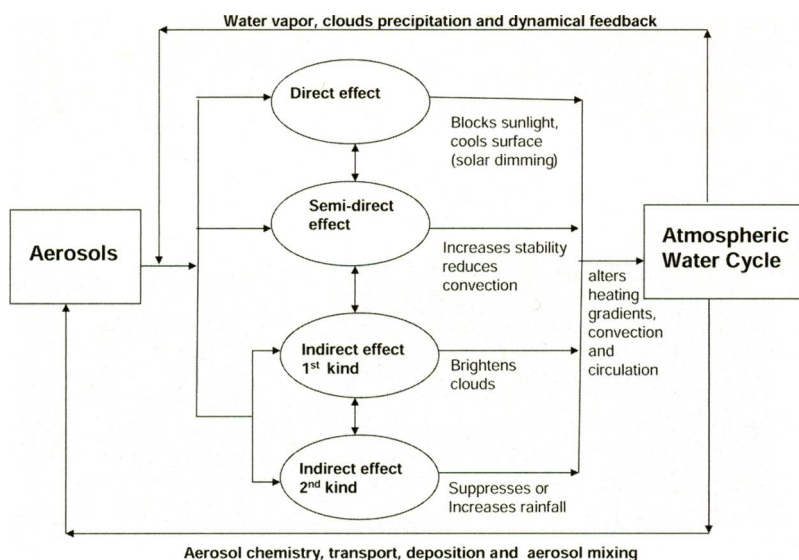 Water vapor, clouds precipitation and dynamical feedback
Direct effect
Blocks sunlight,
cools surface
(solar dimming)
Semi-direct
effect
Aerosols
Increases stability
reduces
convection
Atmospheric
Water Cycle
alters
heating
gradients,
convection
and
circulation
Indirect effect
1st kind
Brightens
clouds
Indirect effect
2nd kind
Suppresses or
Increases rainfall
Aerosol chemistry, transport, deposition and aerosol mixing